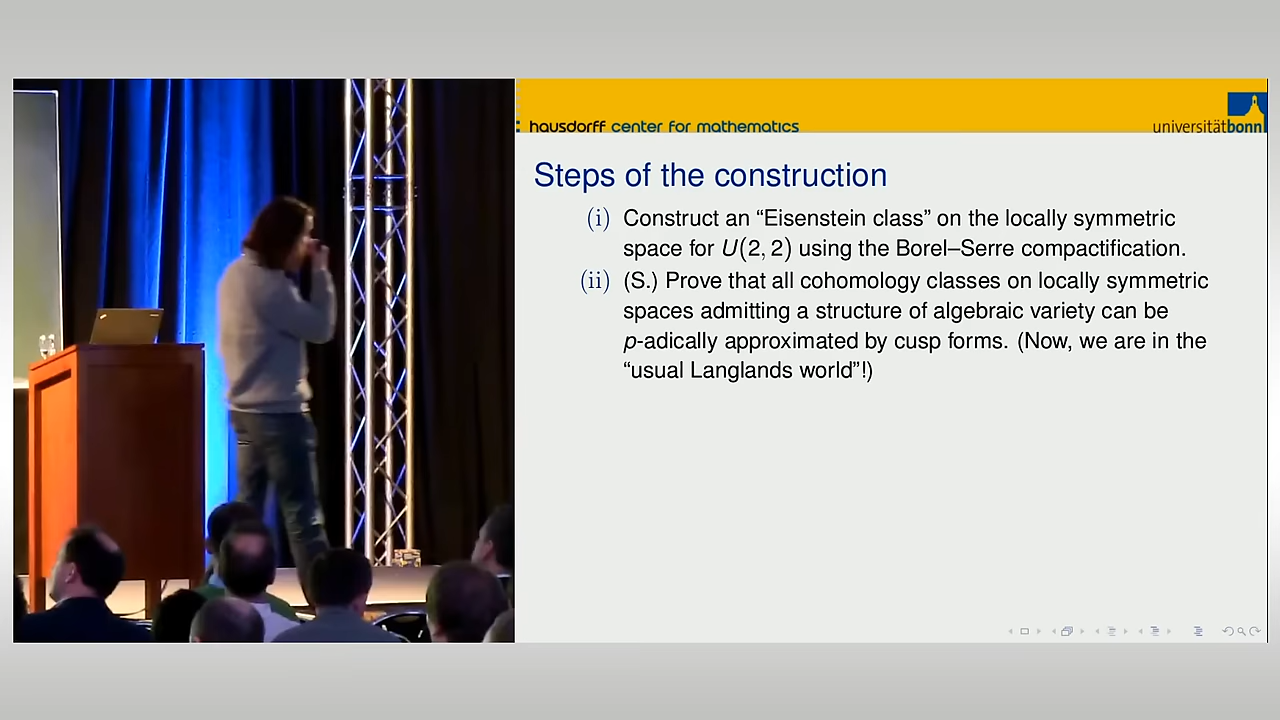 hausdorff center for mathematics
universitätbonn
Steps of the construction
(i) Construct an “Eisenstein class” on the locally symmetric
space for U(2, 2) using the Borel–Serre compactification.
(ii) (S.) Prove that all cohomology classes on locally symmetric
spaces admitting a structure of algebraic variety can be
p-adically approximated by cusp forms. (Now, we are in the
“usual Langlands world”!)